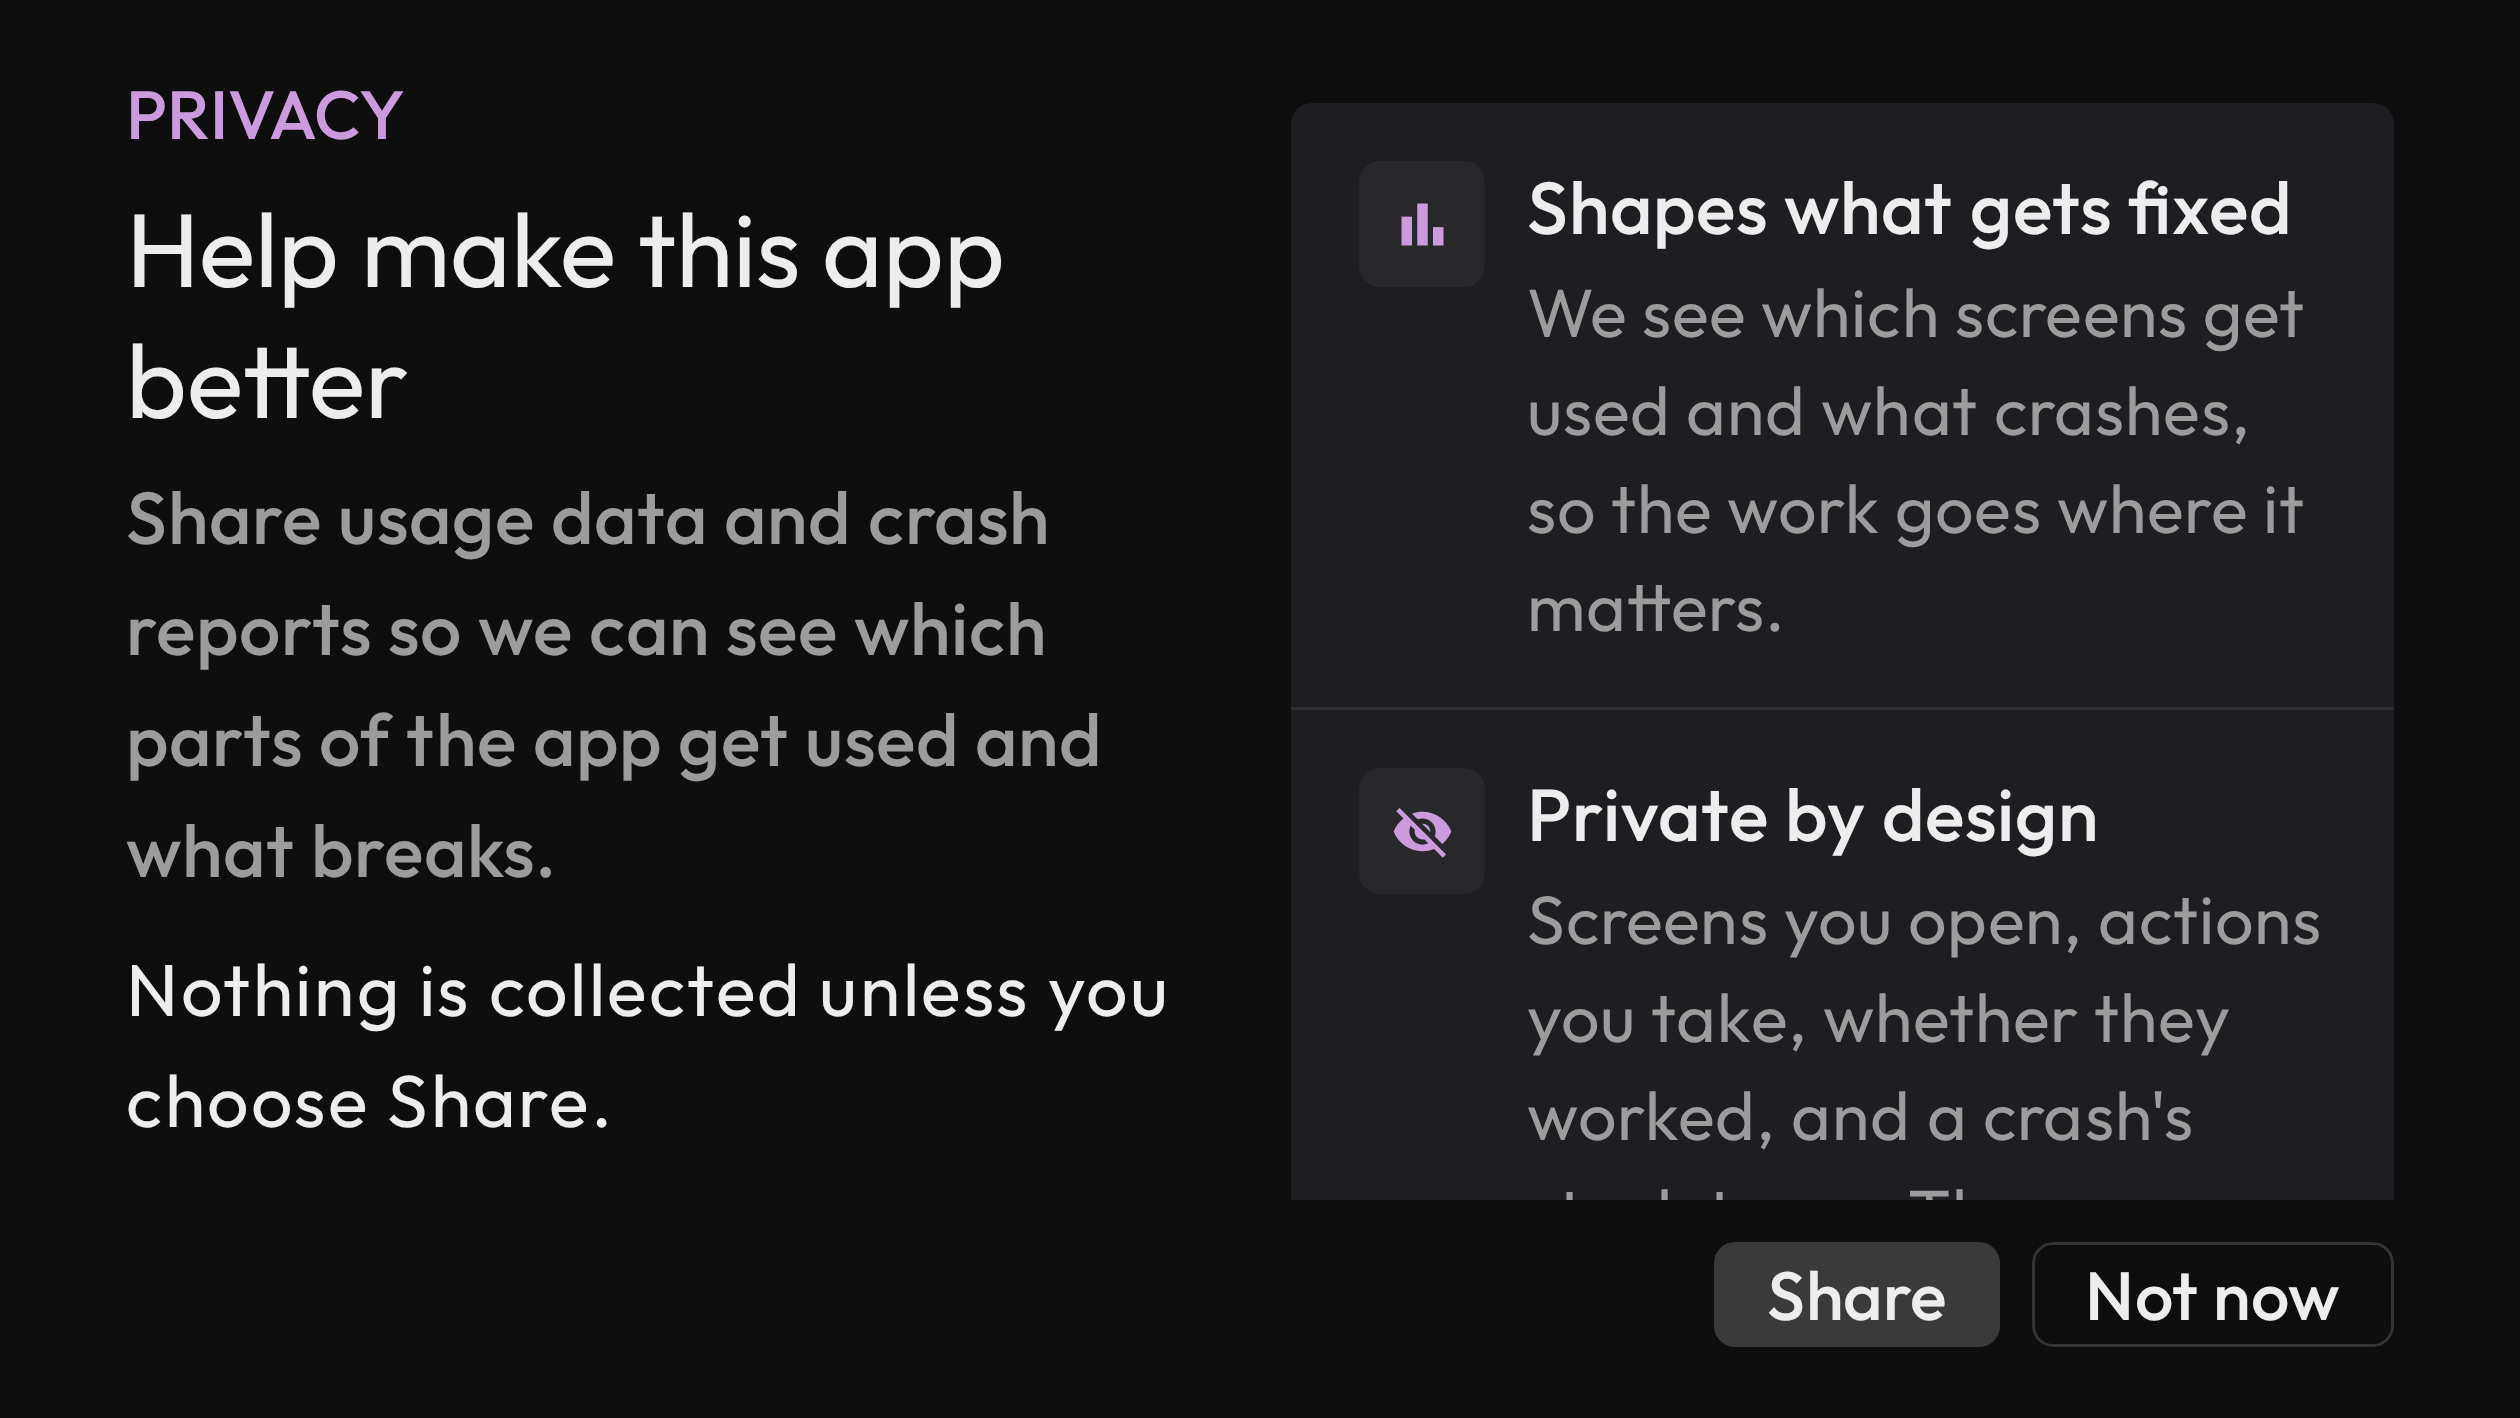 PRIVACY
Help make this app
better
Share usage data and crash
reports so we can see which
parts of the app get used and
what breaks.
Nothing is collected unless you
choose Share.
Shapes what gets fixed
We see which screens get
used and what crashes,
so the work goes where it
matters.
Private by design
Screens you open, actions
you take, whether they
worked, and a crash's
Share
Not now